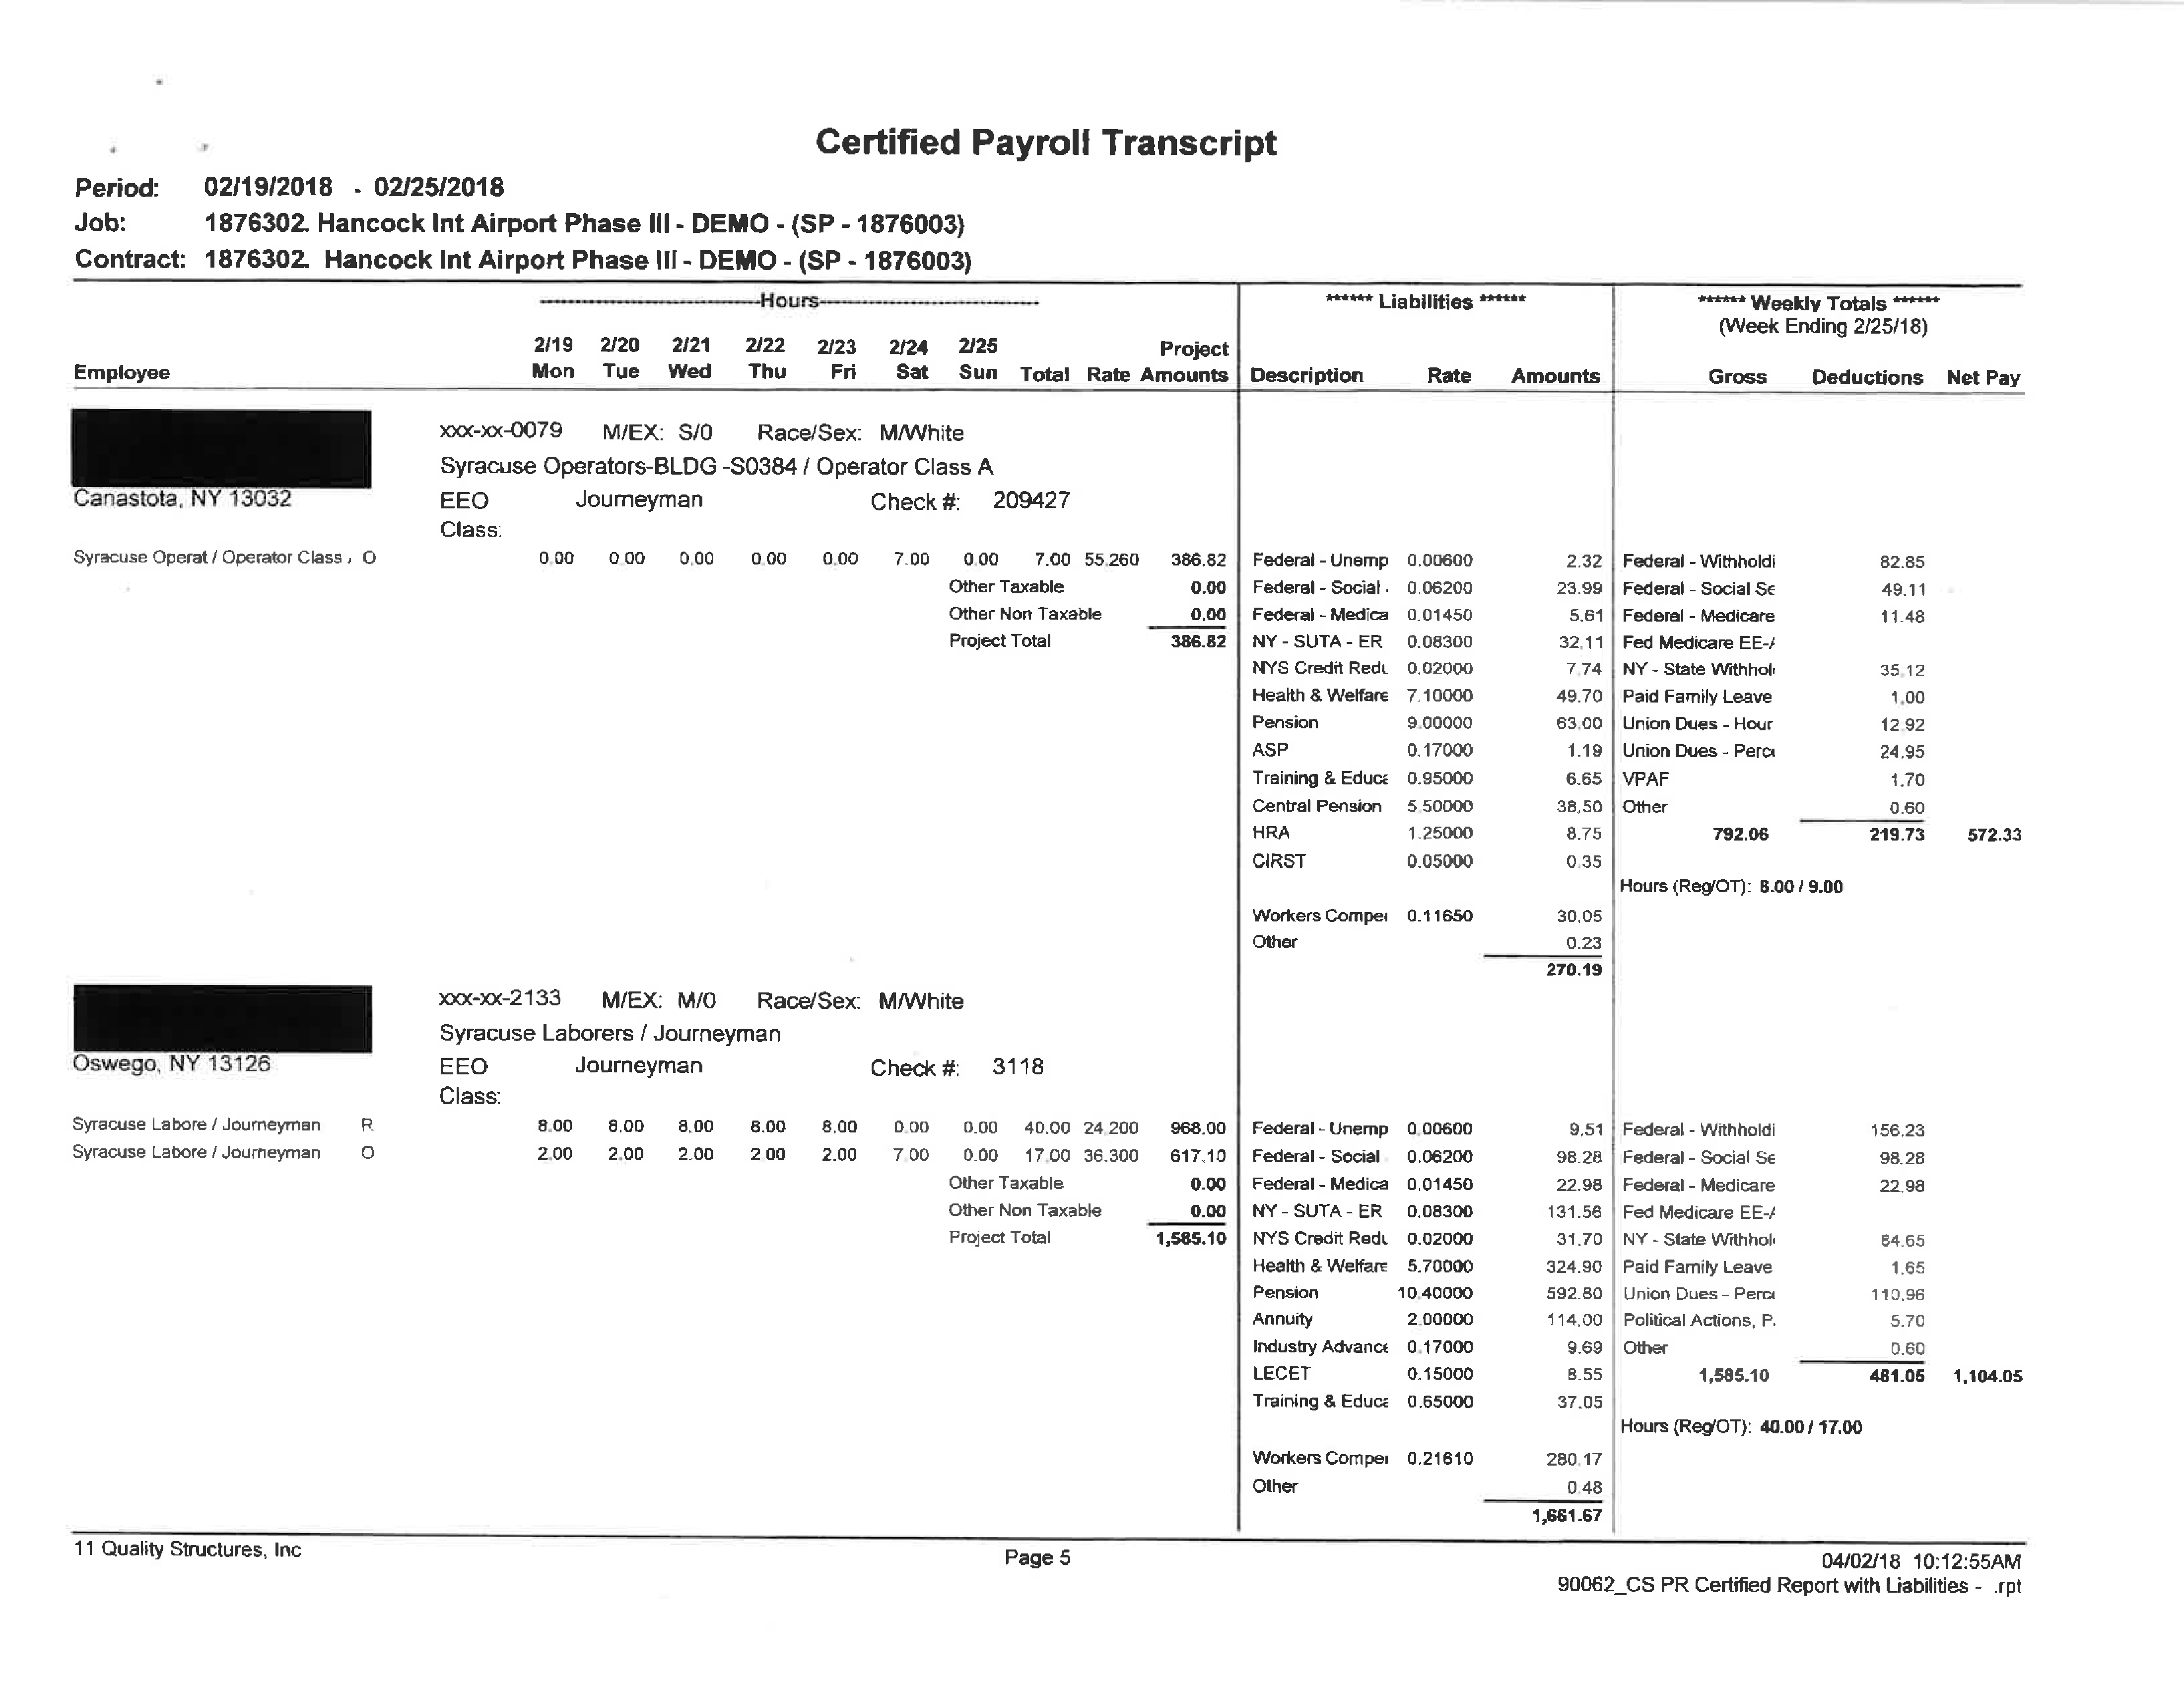 Certified Payroll Transcript
Period: 02/19/2018 - 02/25/2018
Job: 1876302. Hancock Int Airport Phase III - DEMO - (SP - 1876003)
Contract: 1876302. Hancock Int Airport Phase III - DEMO - (SP - 1876003)
Hours ****** Liabilities ****** ****** Weekly Totals ******
(Week Ending 2/25/18)
2/19 2/20 2/21 2/22 2/23 2/24 2/25 Project
Employee Mon Tue Wed Thu Fri Sat Sun Total Rate Amounts Description Rate Amounts Gross Deductions Net Pay
xxx-xx-0079 M/EX: S/0 Race/Sex: M/White
Syracuse Operators-BLDG -S0384 / Operator Class A
Canastota, NY 13032 EEO Journeyman Check #: 209427
Class:
Syracuse Operat / Operator Class , O 0.00 0.00 0.00 0.00 0.00 7.00 0.00 7.00 55.260 386.82 Federal - Unemp 0.00600 2.32 Federal - Withholdi 82.85
Other Taxable 0.00 Federal - Social . 0.06200 23.99 Federal - Social Se 49.11
Other Non Taxable 0.00 Federal - Medica 0.01450 5.61 Federal - Medicare 11.48
Project Total 386.82 NY - SUTA - ER 0.08300 32.11 Fed Medicare EE-A
NYS Credit Redu 0.02000 7.74 NY - State Withhol 35.12
Health & Welfare 7.10000 49.70 Paid Family Leave 1.00
Pension 9.00000 63.00 Union Dues - Hour 12.92
ASP 0.17000 1.19 Union Dues - Perce 24.95
Training & Educa 0.95000 6.65 VPAF 1.70
Central Pension 5.50000 38.50 Other 0.60
HRA 1.25000 8.75 792.06 219.73 572.33
CIRST 0.05000 0.35
Hours (Reg/OT): 8.00 / 9.00
Workers Compe 0.11650 30.05
Other 0.23
270.19
xxx-xx-2133 M/EX: M/0 Race/Sex: M/White
Syracuse Laborers / Journeyman
Oswego, NY 13126 EEO Journeyman Check #: 3118
Class:
Syracuse Labore / Journeyman R 8.00 8.00 8.00 8.00 8.00 0.00 0.00 40.00 24.200 968.00 Federal - Unemp 0.00600 9.51 Federal - Withholdi 156.23
Syracuse Labore / Journeyman O 2.00 2.00 2.00 2.00 2.00 7.00 0.00 17.00 36.300 617.10 Federal - Social 0.06200 98.28 Federal - Social Se 98.28
Other Taxable 0.00 Federal - Medica 0.01450 22.98 Federal - Medicare 22.98
Other Non Taxable 0.00 NY - SUTA - ER 0.08300 131.56 Fed Medicare EE-A
Project Total 1,585.10 NYS Credit Redu 0.02000 31.70 NY - State Withhol 84.65
Health & Welfare 5.70000 324.90 Paid Family Leave 1.65
Pension 10.40000 592.80 Union Dues - Perce 110.96
Annuity 2.00000 114.00 Political Actions, P. 5.70
Industry Advance 0.17000 9.69 Other 0.60
LECET 0.15000 8.55 1,585.10 481.05 1,104.05
Training & Educa 0.65000 37.05
Hours (Reg/OT): 40.00 / 17.00
Workers Compe 0.21610 280.17
Other 0.48
1,661.67
11 Quality Structures, Inc Page 5 04/02/18 10:12:55AM
90062_CS PR Certified Report with Liabilities - .rpt